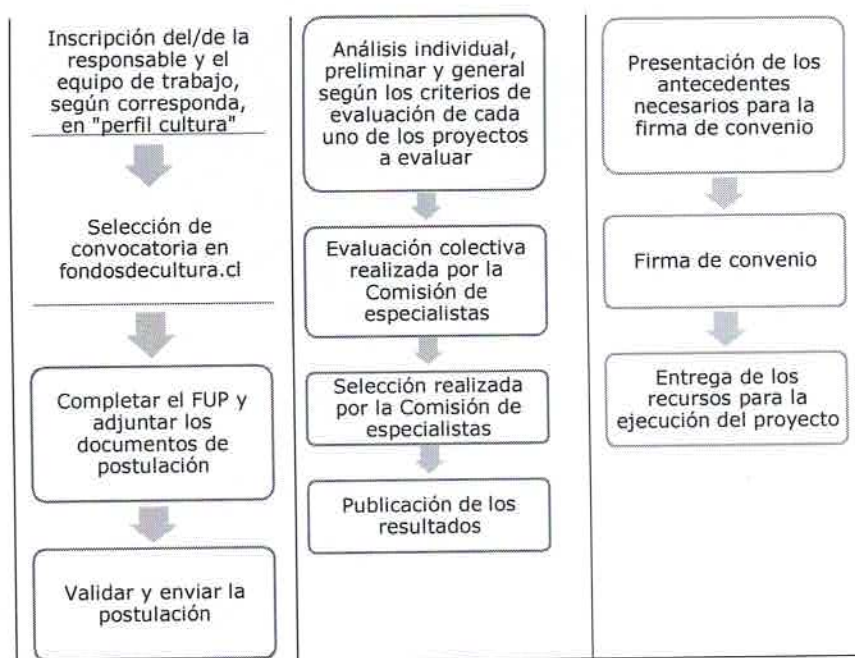 Inscripción del/de la
responsable y el
equipo de trabajo,
según corresponda,
en "perfil cultura"
Selección de
convocatoria en
fondosdecultura.cl
Completar el FUP y
adjuntar los
documentos de
postulación
Validar y enviar la
postulación
Análisis individual,
preliminar y general
según los criterios de
evaluación de cada
uno de los proyectos
a evaluar
Evaluación colectiva
realizada por la
Comisión de
especialistas
Selección realizada
por la Comisión de
especialistas
Publicación de los
resultados
Presentación de los
antecedentes
necesarios para la
firma de convenio
Firma de convenio
Entrega de los
recursos para la
ejecución del proyecto